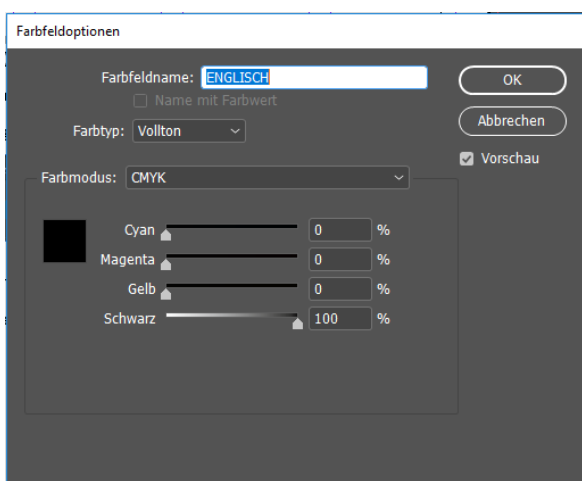 Farbfeldoptionen
Farbfeldname: ENGLISCH
Name mit Farbwert
Farbtyp: Vollton
Farbmodus: CMYK
Cyan 0 %
Magenta 0 %
Gelb 0 %
Schwarz 100 %
OK
Abbrechen
Vorschau